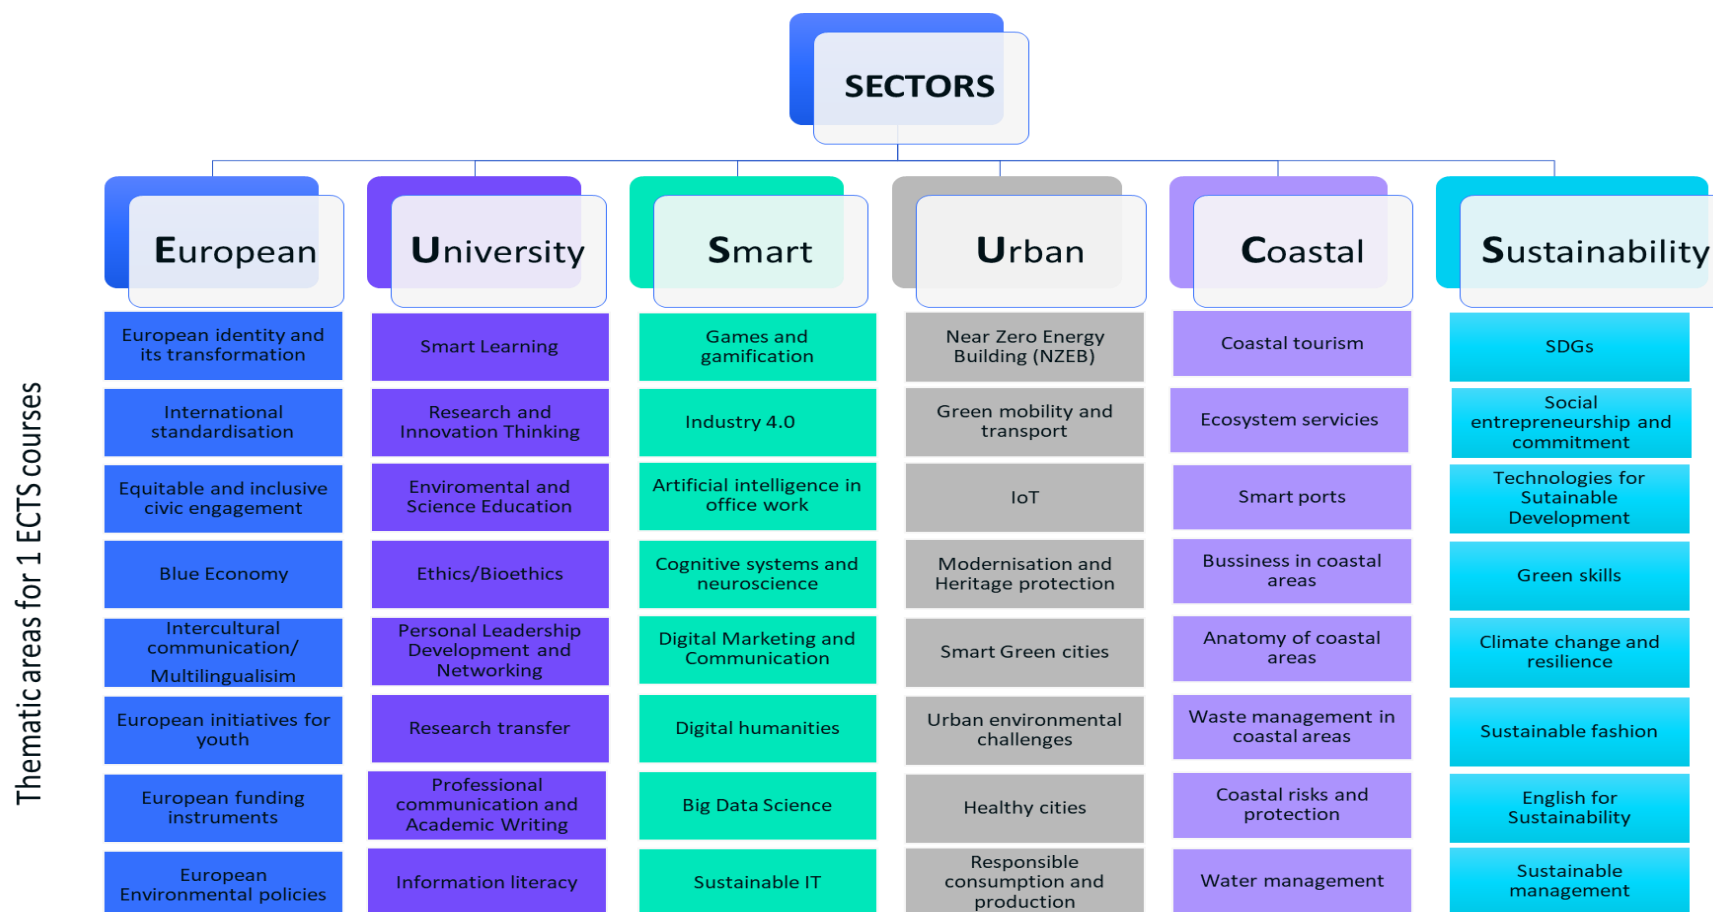 SECTORS
European
University
Smart
Urban
Coastal
Sustainability
Thematic areas for 1 ECTS courses
European identity and
its transformation
International
standardisation
Equitable and inclusive
civic engagement
Blue Economy
Intercultural
communication/
Multilingualisim
European initiatives for
youth
European funding
instruments
European
Environmental policies
Smart Learning
Research and
Innovation Thinking
Enviromental and
Science Education
Ethics/Bioethics
Personal Leadership
Development and
Networking
Research transfer
Professional
communication and
Academic Writing
Information literacy
Games and
gamification
Industry 4.0
Artificial intelligence in
office work
Cognitive systems and
neuroscience
Digital Marketing and
Communication
Digital humanities
Big Data Science
Sustainable IT
Near Zero Energy
Building (NZEB)
Green mobility and
transport
IoT
Modernisation and
Heritage protection
Smart Green cities
Urban environmental
challenges
Healthy cities
Responsible
consumption and
production
Coastal tourism
Ecosystem servicies
Smart ports
Bussiness in coastal
areas
Anatomy of coastal
areas
Waste management in
coastal areas
Coastal risks and
protection
Water management
SDGs
Social
entrepreneurship and
commitment
Technologies for
Sutainable
Development
Green skills
Climate change and
resilience
Sustainable fashion
English for
Sustainability
Sustainable
management